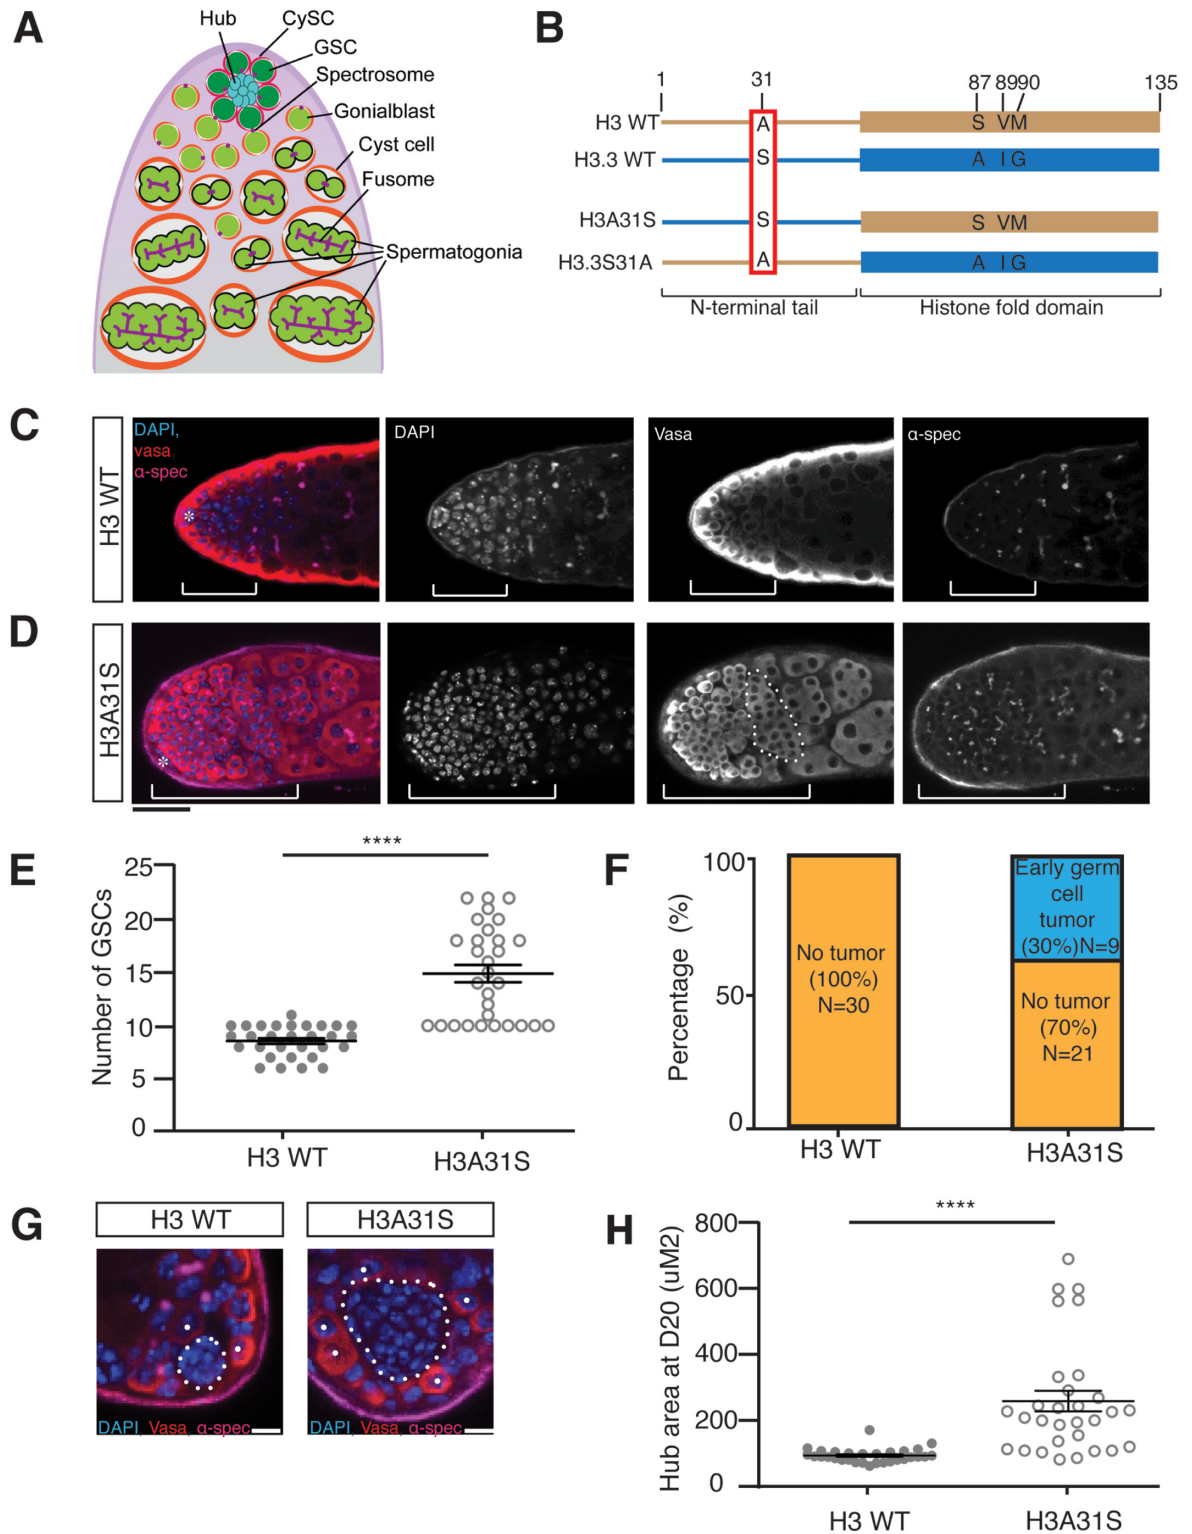 A
Hub
CySC
GSC
Spectrosome
Gonialblast
Cyst cell
Fusome
Spermatogonia
B
1 31 87 8990 135
H3 WT A S VM
H3.3 WT S A I G
H3A31S S S VM
H3.3S31A A A I G
N-terminal tail Histone fold domain
C
H3 WT
DAPI,
vasa
α-spec
*
DAPI
Vasa
α-spec
D
H3A31S
*
E
****
Number of GSCs
25
20
15
10
5
0
H3 WT H3A31S
F
Percentage (%)
100
50
0
No tumor
(100%)
N=30
Early germ
cell
tumor
(30%)N=9
No tumor
(70%)
N=21
H3 WT H3A31S
G
H3 WT H3A31S
DAPI Vasa α-spec
DAPI Vasa α-spec
H
****
Hub area at D20 (uM2)
800
600
400
200
0
H3 WT H3A31S